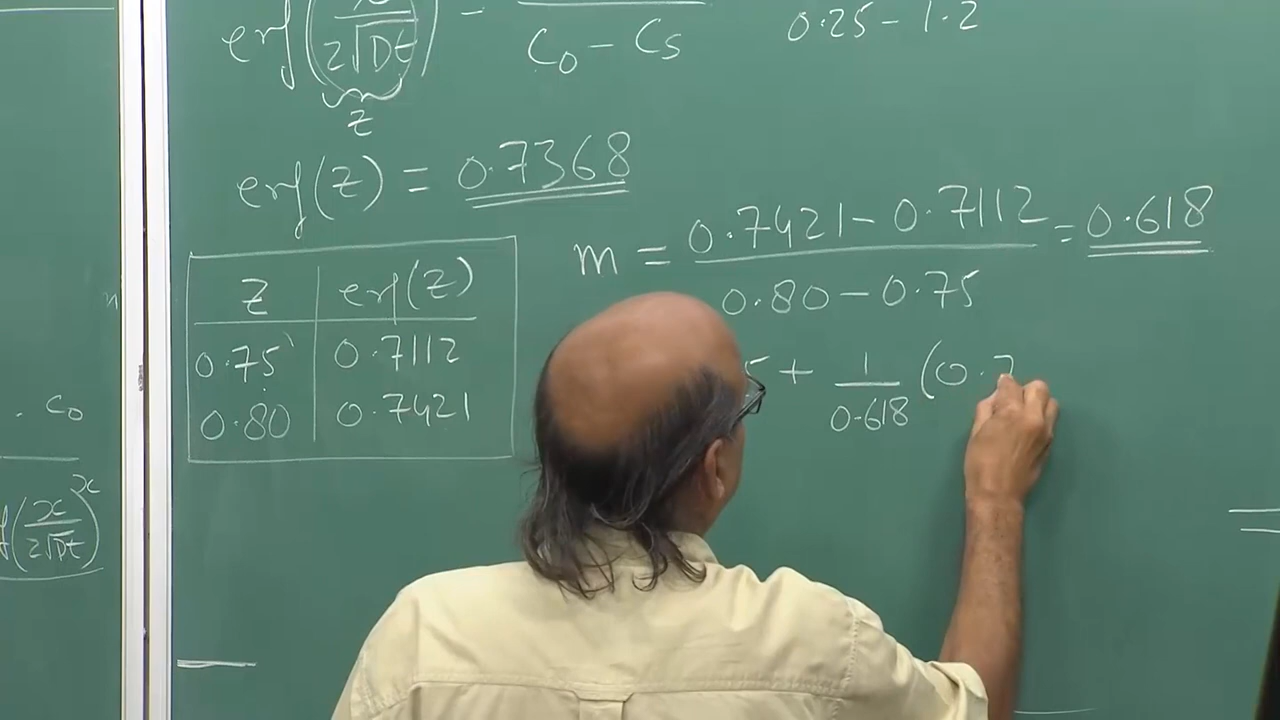 erf(x/2√Dt) =
z
C0 − Cs
0.25 − 1.2
erf(z) = 0.7368
m = 0.7421 − 0.7112 / 0.80 − 0.75 = 0.618
z erf(z)
0.75 0.7112
0.80 0.7421
5 + 1/0.618 (0.7
. C0
f(x/2√Dt)